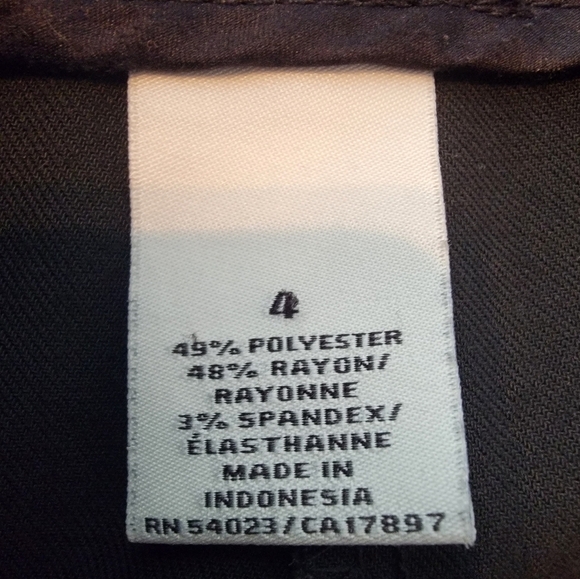 4
49% POLYESTER
48% RAYON/
RAYONNE
3% SPANDEX/
ÉLASTHANNE
MADE IN
INDONESIA
RN 54023/CA17897